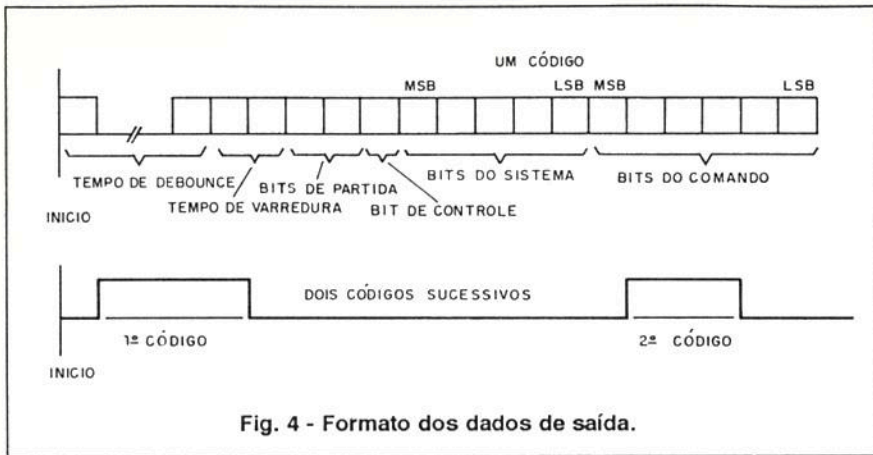 UM CÓDIGO
MSB LSB MSB LSB
TEMPO DE DEBOUNCE
TEMPO DE VARREDURA
BITS DE PARTIDA
BIT DE CONTROLE
BITS DO SISTEMA
BITS DO COMANDO
INICIO
DOIS CÓDIGOS SUCESSIVOS
1º CÓDIGO
2º CÓDIGO
INICIO
Fig. 4 - Formato dos dados de saída.